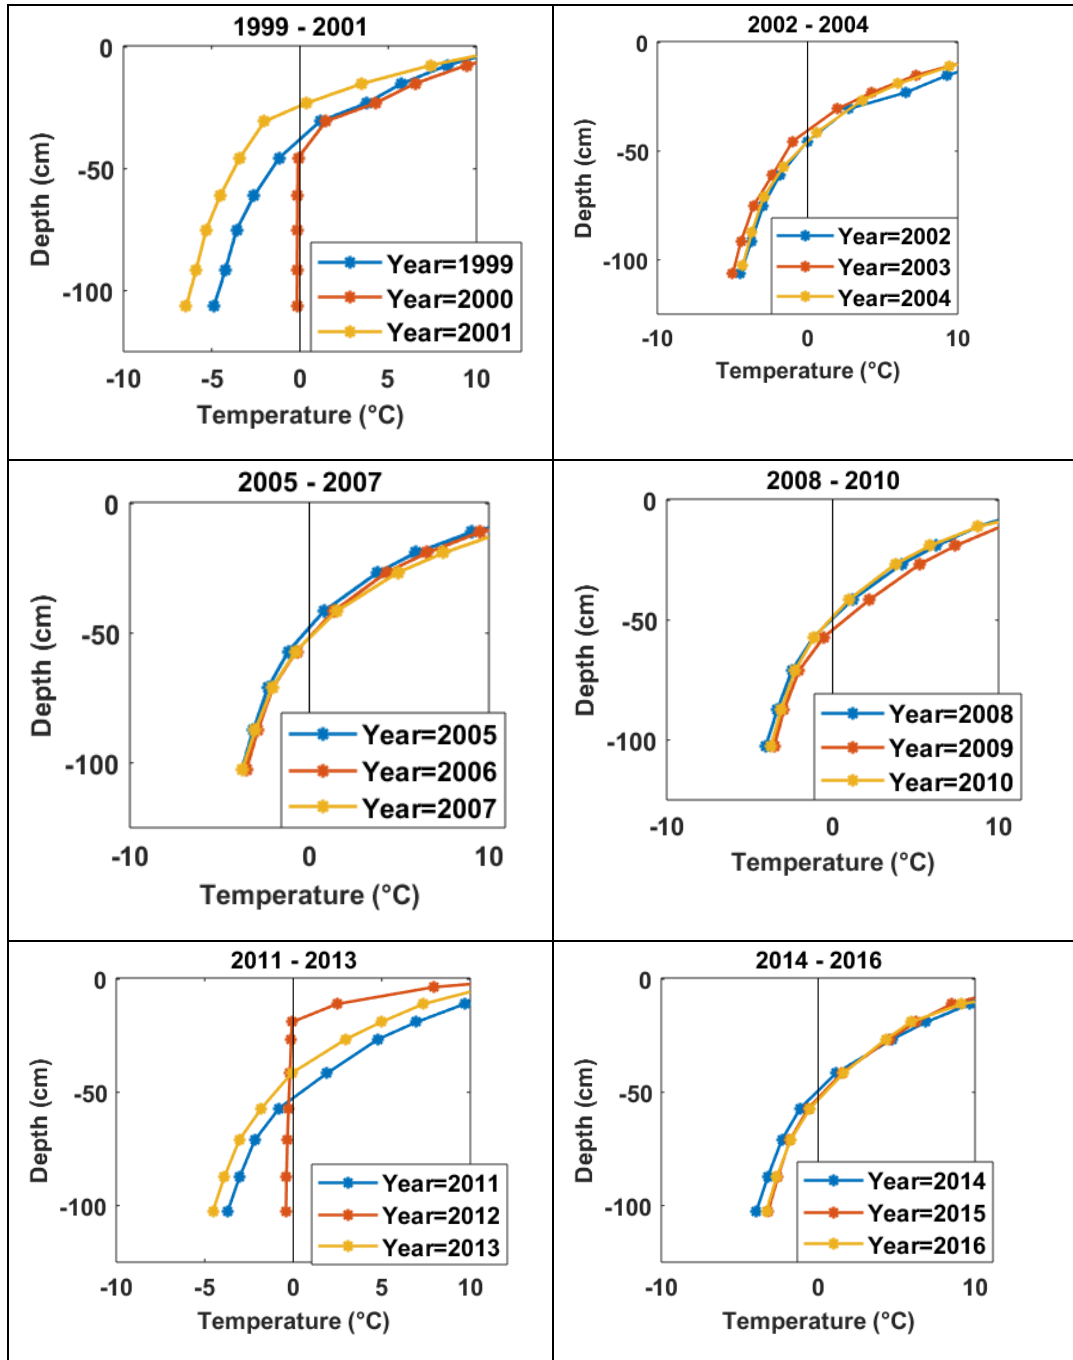 1999 - 2001
0
-50
-100
Depth (cm)
Year=1999
Year=2000
Year=2001
-10 -5 0 5 10
Temperature (°C)
2002 - 2004
0
-50
-100
Depth (cm)
Year=2002
Year=2003
Year=2004
-10 0 10
Temperature (°C)
2005 - 2007
0
-50
-100
Depth (cm)
Year=2005
Year=2006
Year=2007
-10 0 10
Temperature (°C)
2008 - 2010
0
-50
-100
Depth (cm)
Year=2008
Year=2009
Year=2010
-10 0 10
Temperature (°C)
2011 - 2013
0
-50
-100
Depth (cm)
Year=2011
Year=2012
Year=2013
-10 -5 0 5 10
Temperature (°C)
2014 - 2016
0
-50
-100
Depth (cm)
Year=2014
Year=2015
Year=2016
-10 0 10
Temperature (°C)